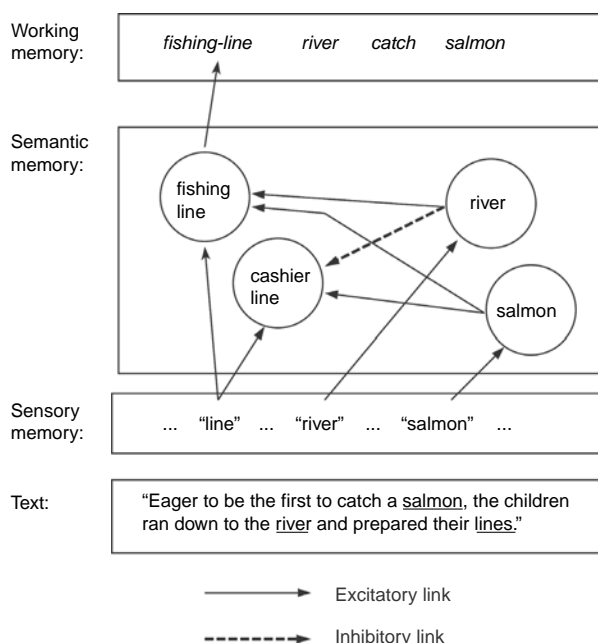 Working
memory:
fishing-line river catch salmon
Semantic
memory:
fishing
line
river
cashier
line
salmon
Sensory
memory:
... “line” ... “river” ... “salmon” ...
Text:
“Eager to be the first to catch a salmon, the children
ran down to the river and prepared their lines.”
Excitatory link
Inhibitory link